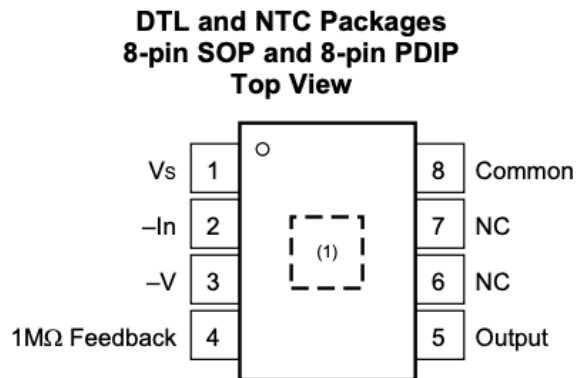 DTL and NTC Packages
8-pin SOP and 8-pin PDIP
Top View
Vs 1 8 Common
–In 2 7 NC
(1)
–V 3 6 NC
1MΩ Feedback 4 5 Output